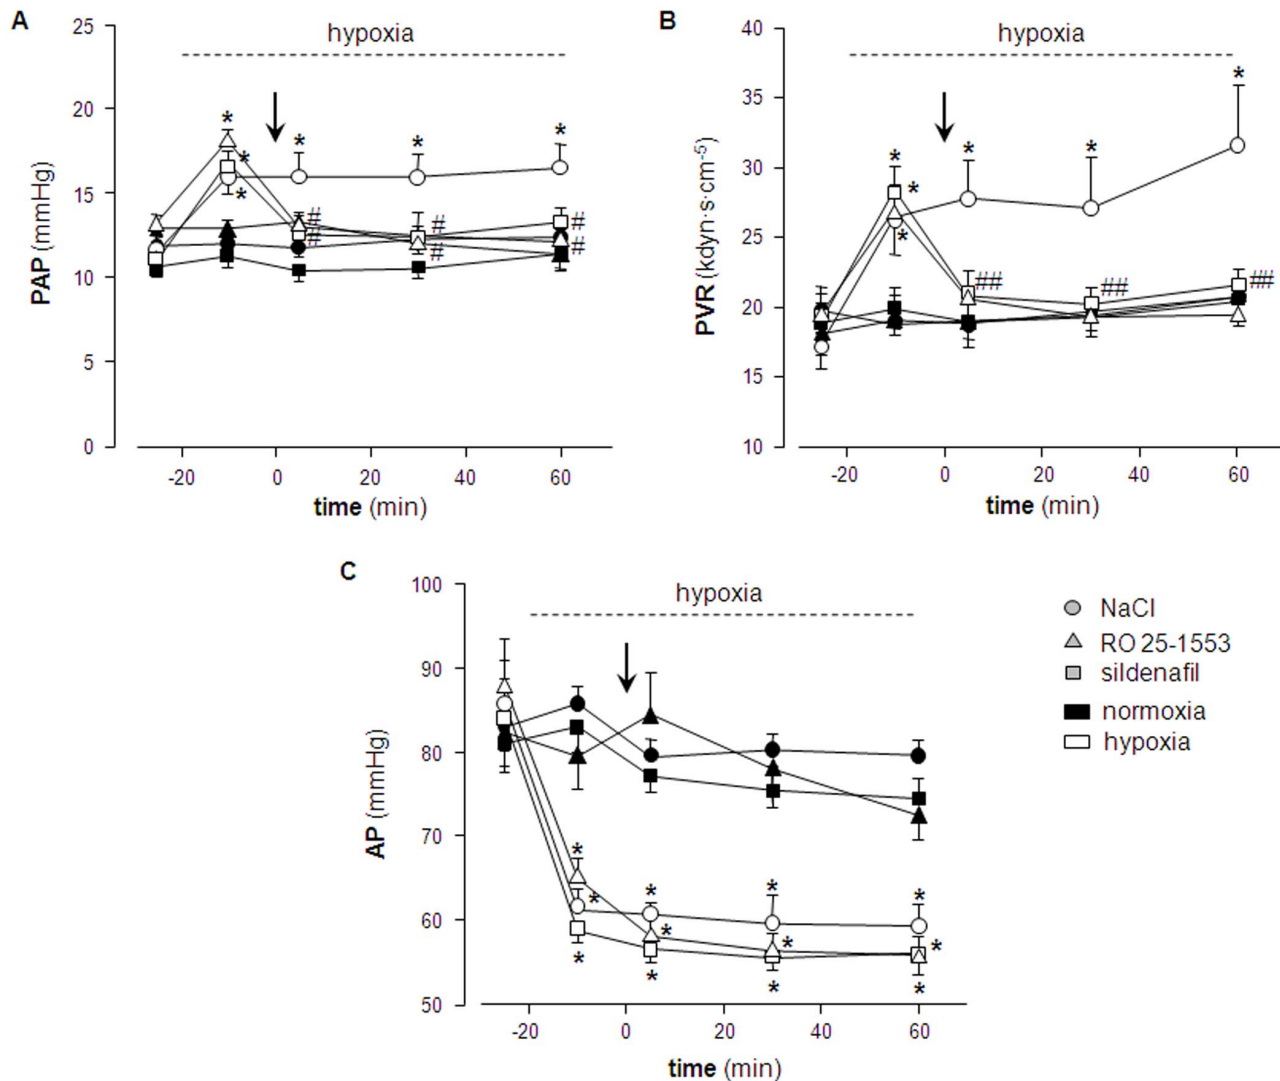 A
hypoxia
25
20
15
10
5
0
PAP (mmHg)
* * * * * *
# # # # # #
-20 0 20 40 60
time (min)
B
hypoxia
40
35
30
25
20
15
10
PVR (kdyn·s·cm-5)
* * * * * *
## ## ##
-20 0 20 40 60
time (min)
C
hypoxia
100
90
80
70
60
50
AP (mmHg)
* * * * * * * * * * * *
-20 0 20 40 60
time (min)
NaCl
RO 25-1553
sildenafil
normoxia
hypoxia